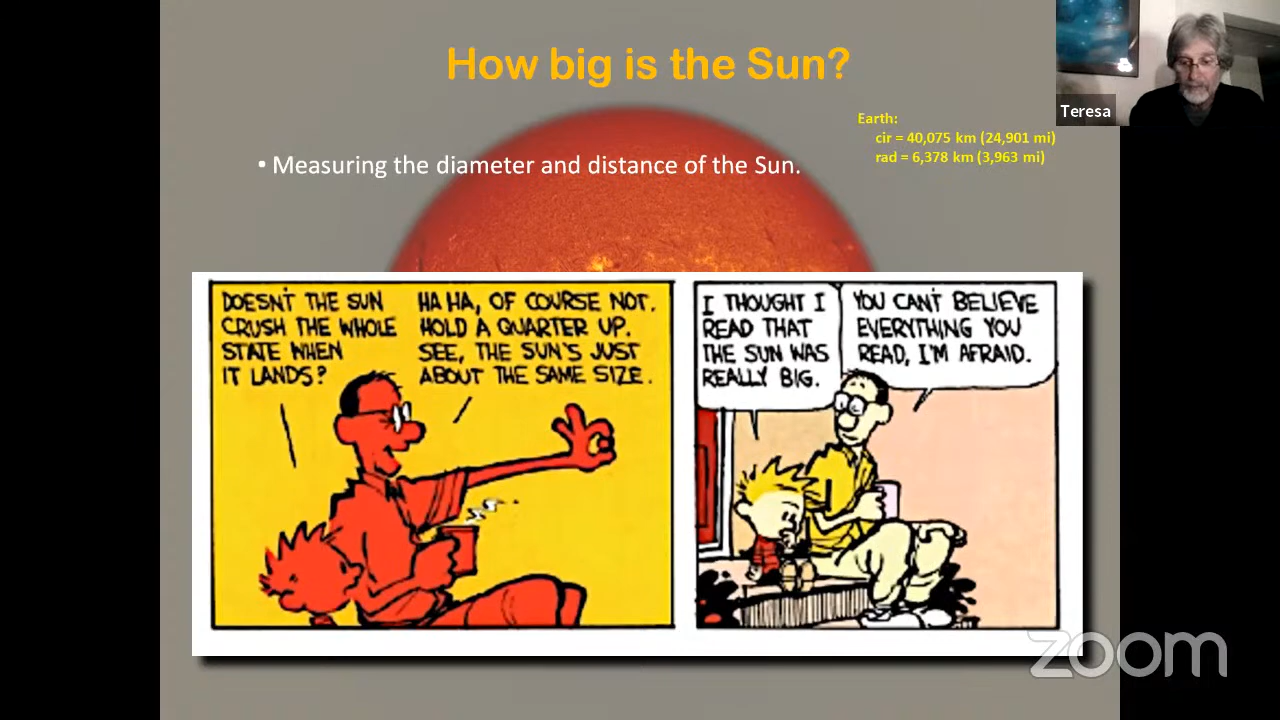 How big is the Sun?
Teresa
Earth:
cir = 40,075 km (24,901 mi)
rad = 6,378 km (3,963 mi)
• Measuring the diameter and distance of the Sun.
DOESN'T THE SUN
CRUSH THE WHOLE
STATE WHEN
IT LANDS?
HA HA, OF COURSE NOT.
HOLD A QUARTER UP.
SEE, THE SUN'S JUST
ABOUT THE SAME SIZE.
I THOUGHT I
READ THAT
THE SUN WAS
REALLY BIG.
YOU CAN'T BELIEVE
EVERYTHING YOU
READ, I'M AFRAID.
zoom